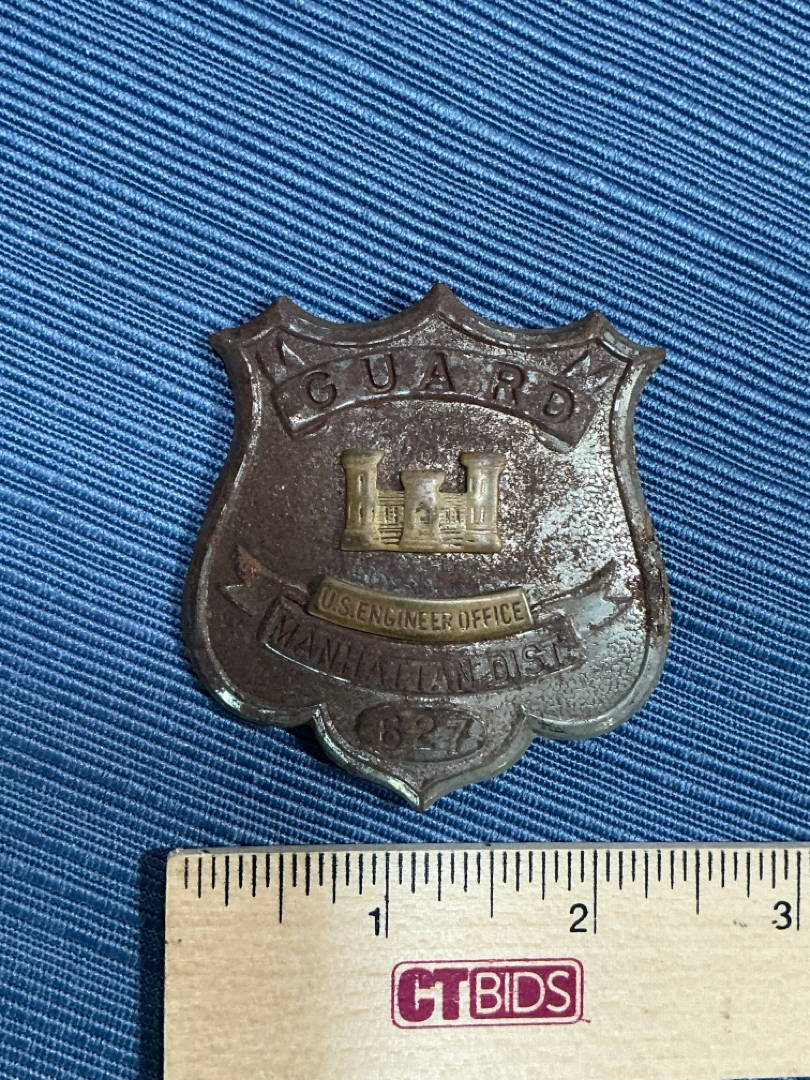 GUARD
U.S. ENGINEER OFFICE
MANHATTAN DIST.
627
1 2 3
CTBIDS